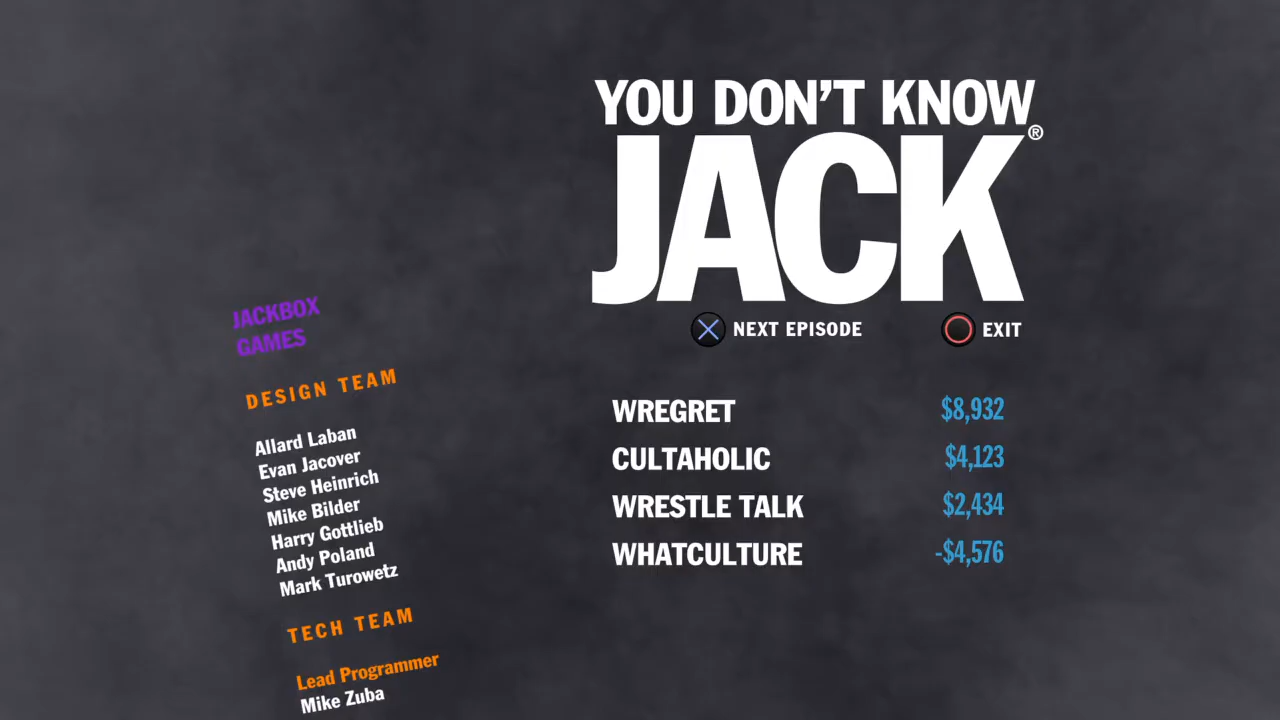 YOU DON'T KNOW
JACK®
NEXT EPISODE EXIT
WREGRET $8,932
CULTAHOLIC $4,123
WRESTLE TALK $2,434
WHATCULTURE -$4,576
JACKBOX
GAMES
DESIGN TEAM
Allard Laban
Evan Jacover
Steve Heinrich
Mike Bilder
Harry Gottlieb
Andy Poland
Mark Turowetz
TECH TEAM
Lead Programmer
Mike Zuba